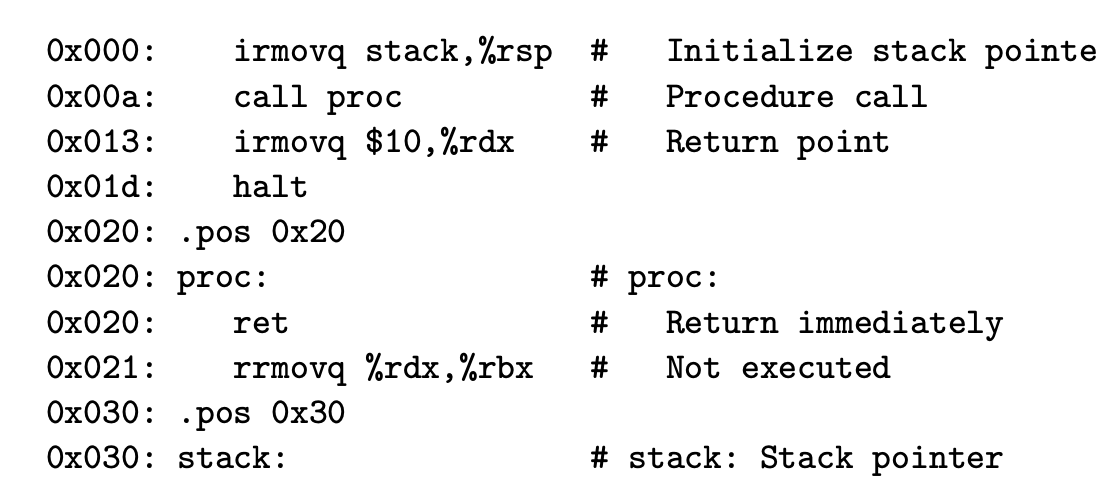 0x000:    irmovq stack,%rsp  #   Initialize stack pointe
0x00a:    call proc          #   Procedure call
0x013:    irmovq $10,%rdx    #   Return point
0x01d:    halt
0x020: .pos 0x20
0x020: proc:                 # proc:
0x020:    ret                #   Return immediately
0x021:    rrmovq %rdx,%rbx   #   Not executed
0x030: .pos 0x30
0x030: stack:                # stack: Stack pointer